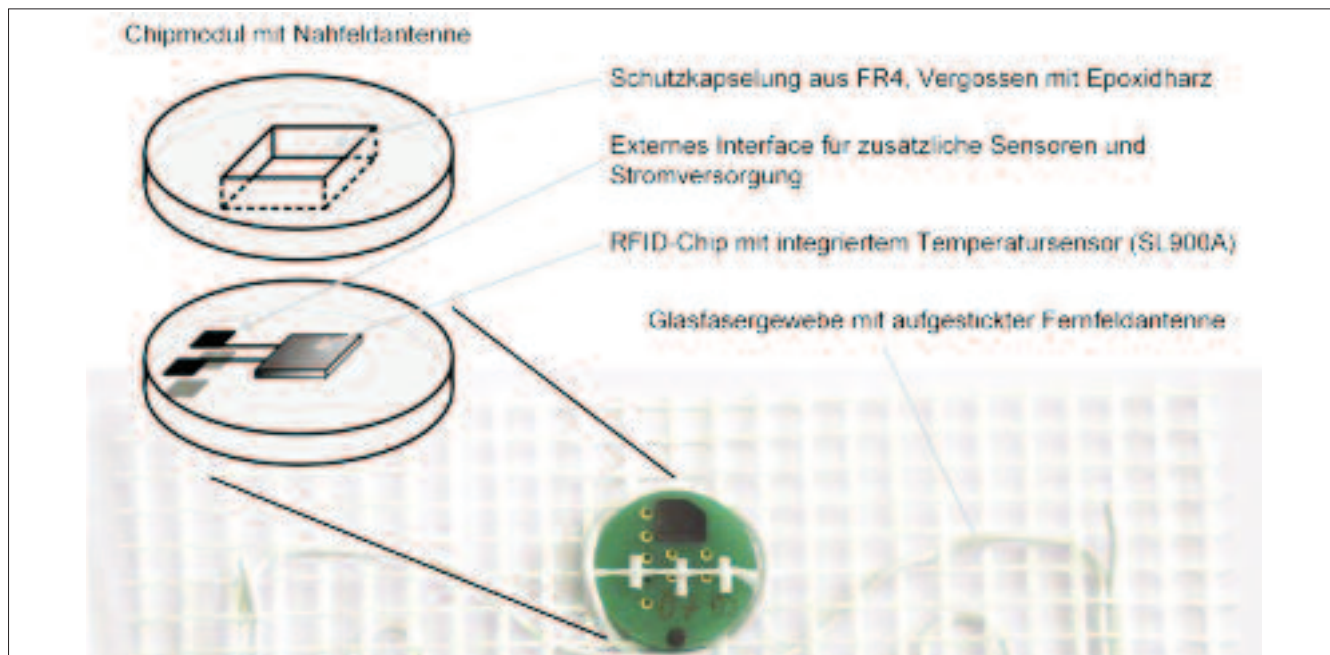 Chipmodul mit Nahfeldantenne
Schutzkapselung aus FR4, Vergossen mit Epoxidharz
Externes Interface für zusätzliche Sensoren und
Stromversorgung
RFID-Chip mit integriertem Temperatursensor (SL900A)
Glasfasergewebe mit aufgestickter Fernfeldantenne